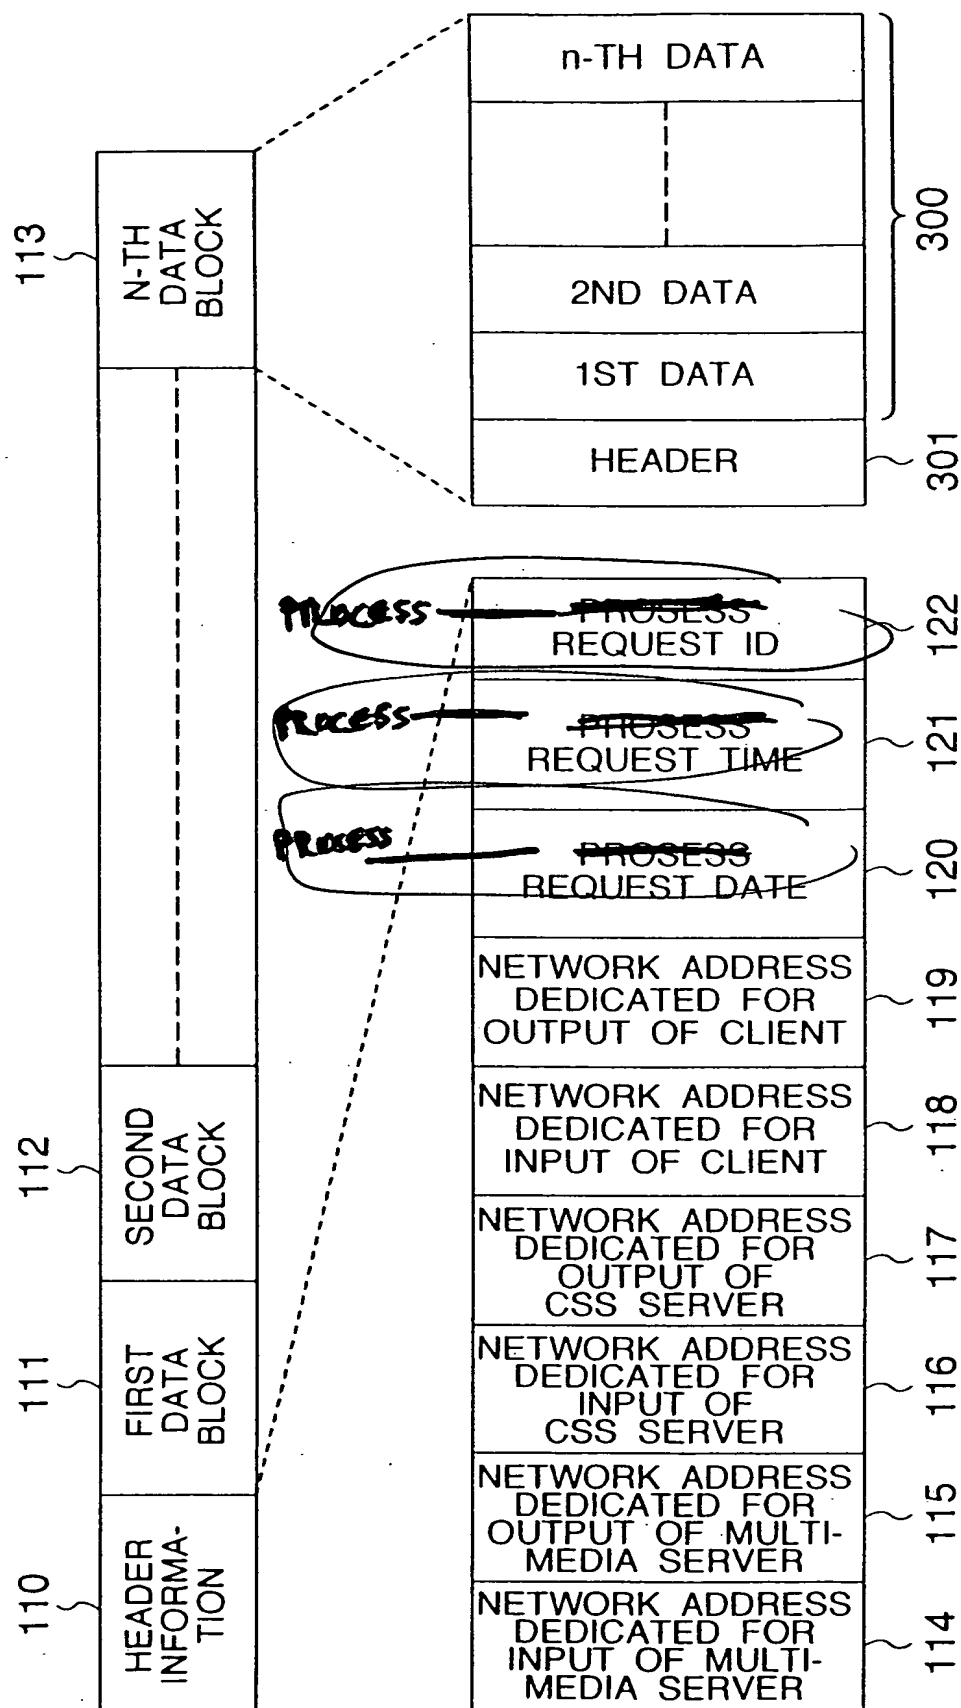 n-TH DATA
2ND DATA
1ST DATA
HEADER
300
301
113
N-TH
DATA
BLOCK
112
SECOND
DATA
BLOCK
111
FIRST
DATA
BLOCK
110
HEADER
INFORMA-
TION
PROCESS PROSESS
REQUEST ID
122
PROCESS PROSESS
REQUEST TIME
121
PROCESS PROSESS
REQUEST DATE
120
NETWORK ADDRESS
DEDICATED FOR
OUTPUT OF CLIENT
119
NETWORK ADDRESS
DEDICATED FOR
INPUT OF CLIENT
118
NETWORK ADDRESS
DEDICATED FOR
OUTPUT OF
CSS SERVER
117
NETWORK ADDRESS
DEDICATED FOR
INPUT OF
CSS SERVER
116
NETWORK ADDRESS
DEDICATED FOR
OUTPUT OF MULTI-
MEDIA SERVER
115
NETWORK ADDRESS
DEDICATED FOR
INPUT OF MULTI-
MEDIA SERVER
114